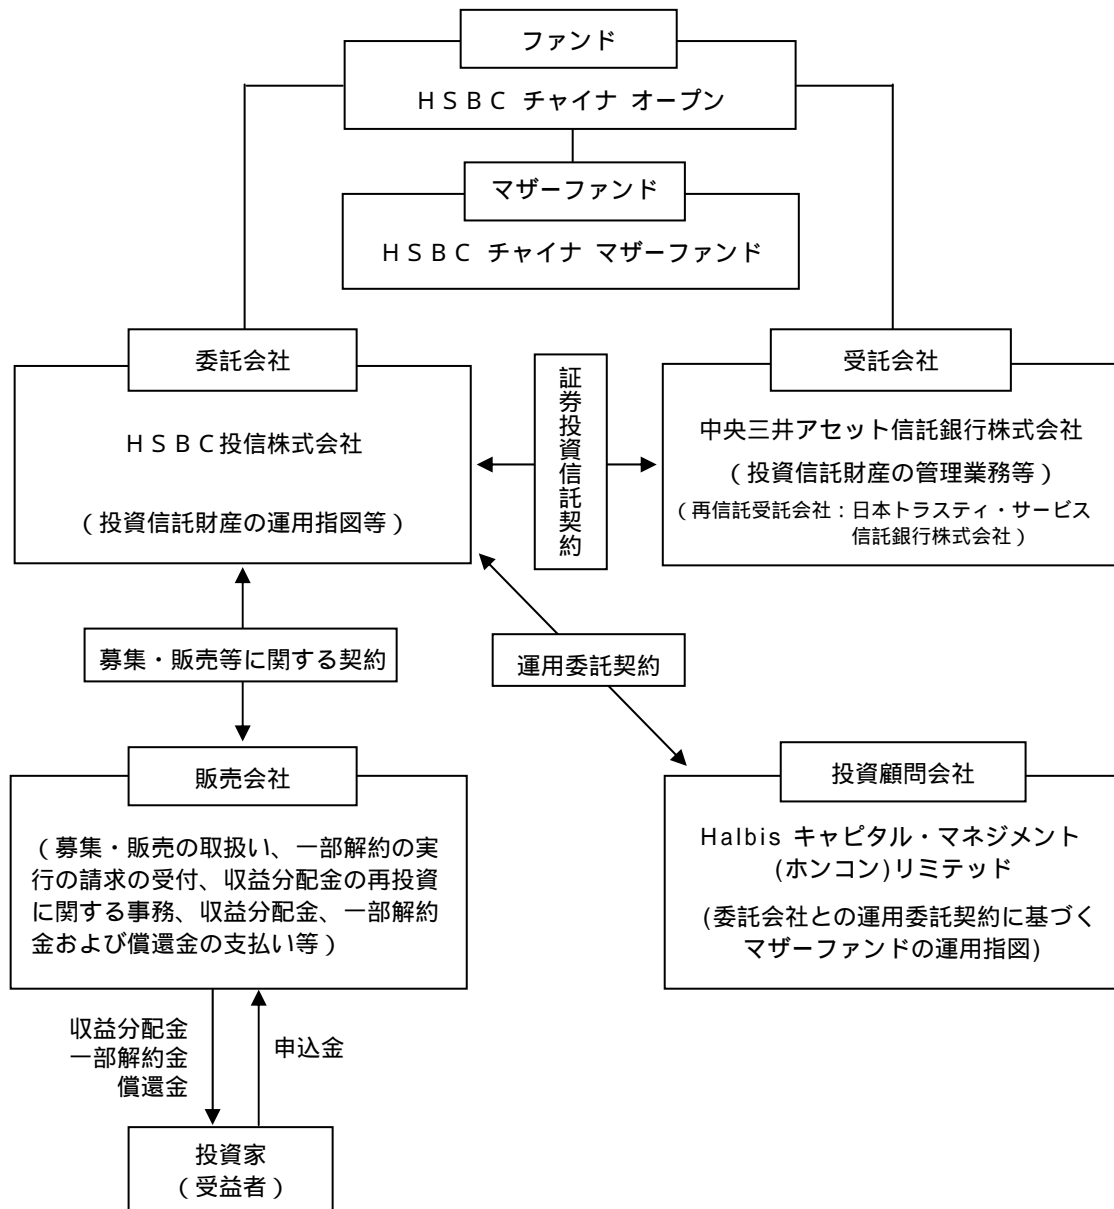 ファンド
HSBC チャイナ オープン
マザーファンド
HSBC チャイナ マザーファンド
委託会社
HSBC投信株式会社
(投資信託財産の運用指図等)
証券投資信託契約
受託会社
中央三井アセット信託銀行株式会社
(投資信託財産の管理業務等)
(再信託受託会社:日本トラスティ・サービス
信託銀行株式会社)
募集・販売等に関する契約
運用委託契約
販売会社
(募集・販売の取扱い、一部解約の実
行の請求の受付、収益分配金の再投資
に関する事務、収益分配金、一部解約
金および償還金の支払い等)
投資顧問会社
Halbis キャピタル・マネジメント
(ホンコン)リミテッド
(委託会社との運用委託契約に基づく
マザーファンドの運用指図)
収益分配金
一部解約金
償還金
申込金
投資家
(受益者)